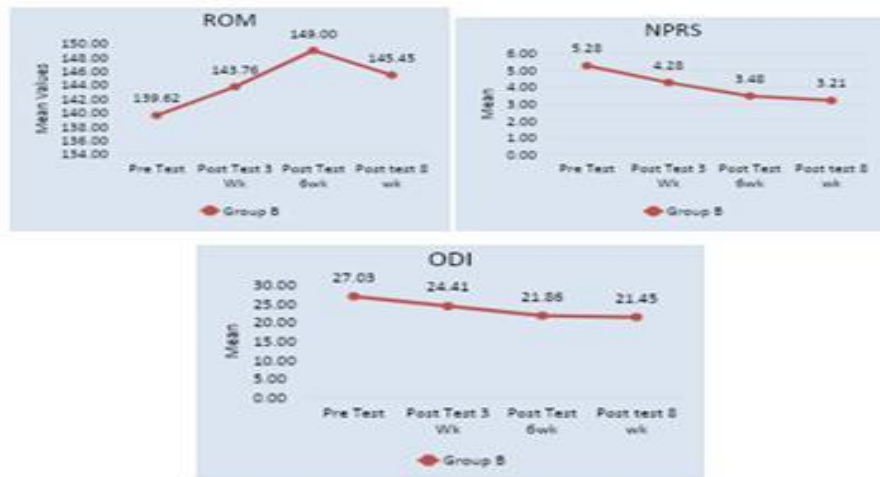 ROM
150.00
148.00
146.00
144.00
142.00
140.00
138.00
136.00
134.00
Mean Values
139.62
143.76
149.00
145.45
Pre Test
Post Test 3
Wk
Post Test
6wk
Post test 8
wk
Group B
NPRS
6.00
5.00
4.00
3.00
2.00
1.00
0.00
Mean
5.28
4.28
3.48
3.21
Pre Test
Post Test 3
Wk
Post Test
6wk
Post test 8
wk
Group B
ODI
30.00
25.00
20.00
15.00
10.00
5.00
0.00
Mean
27.03
24.41
21.86
21.45
Pre Test
Post Test 3
Wk
Post Test
6wk
Post test 8
wk
Group B